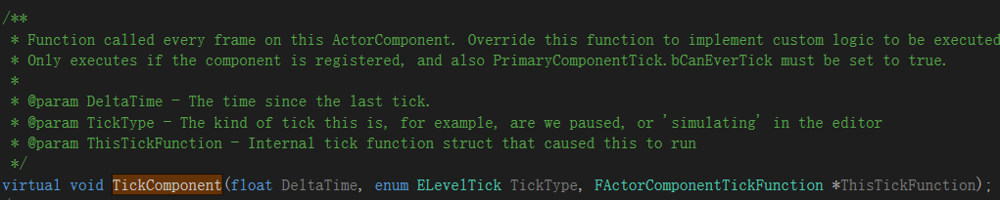 /**
* Function called every frame on this ActorComponent. Override this function to implement custom logic to be executed
* Only executes if the component is registered, and also PrimaryComponentTick.bCanEverTick must be set to true.
*
* @param DeltaTime - The time since the last tick.
* @param TickType - The kind of tick this is, for example, are we paused, or 'simulating' in the editor
* @param ThisTickFunction - Internal tick function struct that caused this to run
*/
virtual void TickComponent(float DeltaTime, enum ELevelTick TickType, FActorComponentTickFunction *ThisTickFunction);